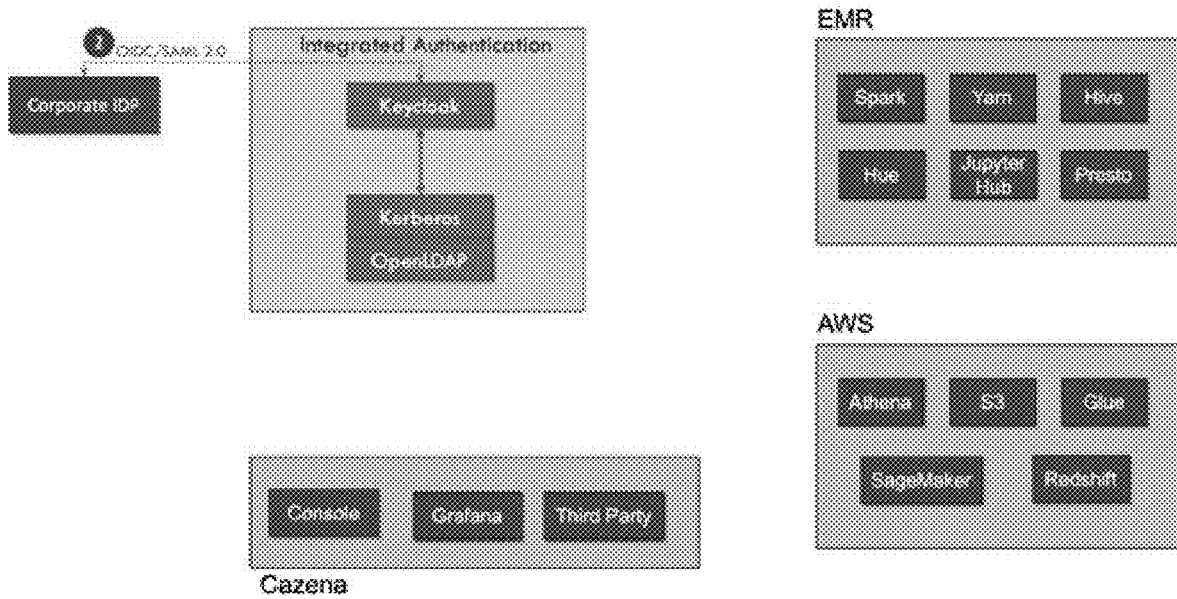 OIDC/SAML 2.0
Corporate IDP
Integrated Authentication
Keycloak
Kerberos
OpenLDAP
EMR
Spark
Yarn
Hive
Hue
Jupyter
Hub
Presto
AWS
Athena
S3
Glue
SageMaker
Redshift
Console
Grafana
Third Party
Cazena